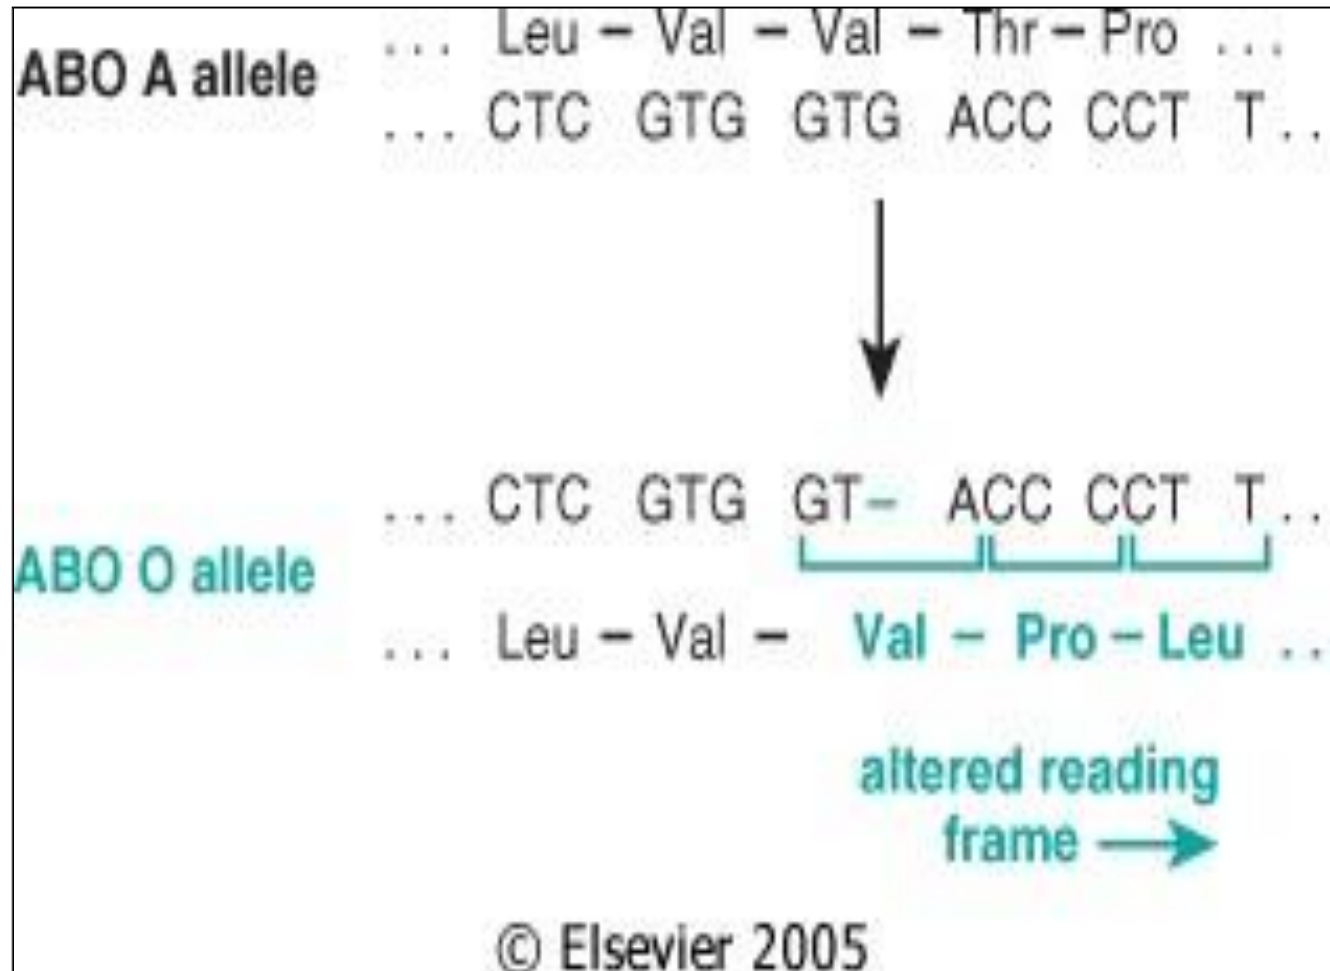 ... Leu – Val – Val – Thr – Pro ...
ABO A allele
... CTC GTG GTG ACC CCT T..
... CTC GTG GT– ACC CCT T..
ABO O allele
... Leu – Val – Val – Pro – Leu ..
altered reading
frame
© Elsevier 2005